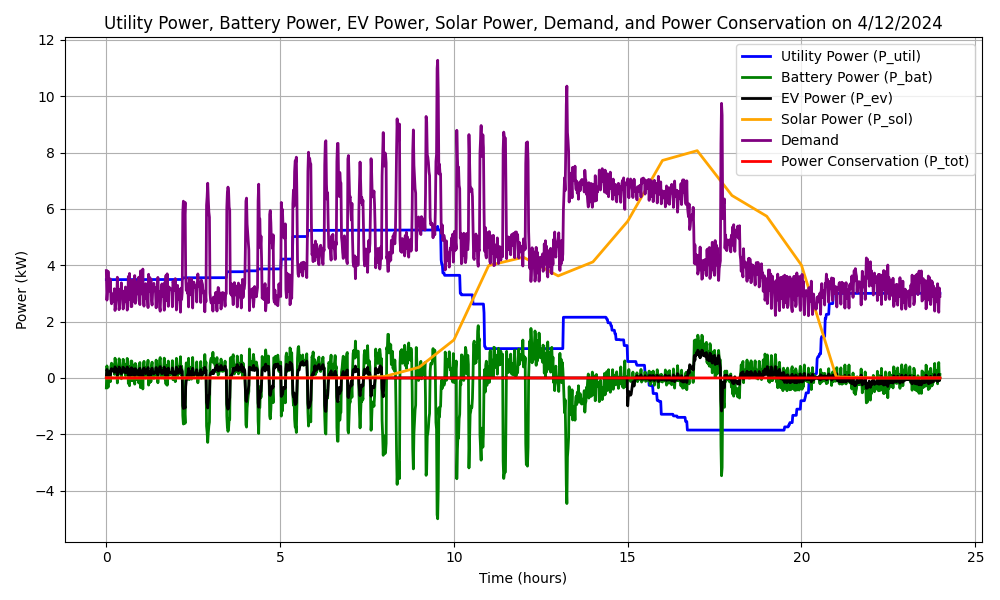 Utility Power, Battery Power, EV Power, Solar Power, Demand, and Power Conservation on 4/12/2024
12
10
8
6
4
2
0
−2
−4
Power (kW)
Utility Power (P_util)
Battery Power (P_bat)
EV Power (P_ev)
Solar Power (P_sol)
Demand
Power Conservation (P_tot)
0 5 10 15 20 25
Time (hours)